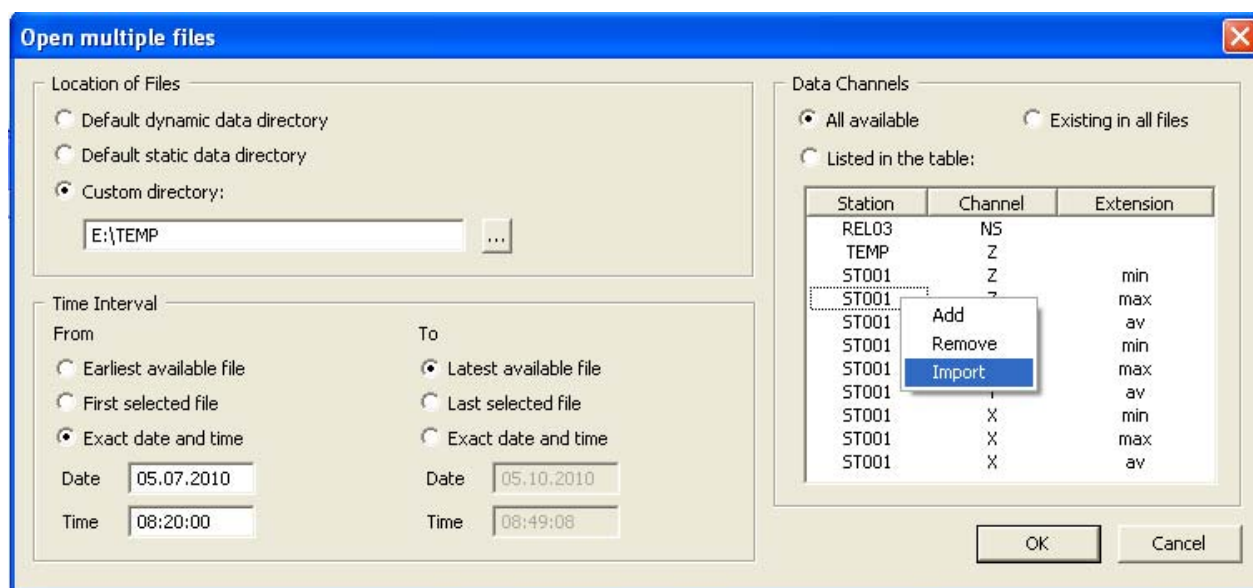 Open multiple files
Location of Files
Default dynamic data directory
Default static data directory
Custom directory:
E:\TEMP
...
Time Interval
From
Earliest available file
First selected file
Exact date and time
Date 05.07.2010
Time 08:20:00
To
Latest available file
Last selected file
Exact date and time
Date 05.10.2010
Time 08:49:08
Data Channels
All available Existing in all files
Listed in the table:
Station Channel Extension
REL03 NS
TEMP Z
ST001 Z min
ST001 max
ST001 av
ST001 min
ST001 max
ST001 av
ST001 X min
ST001 X max
ST001 X av
Add
Remove
Import
OK Cancel